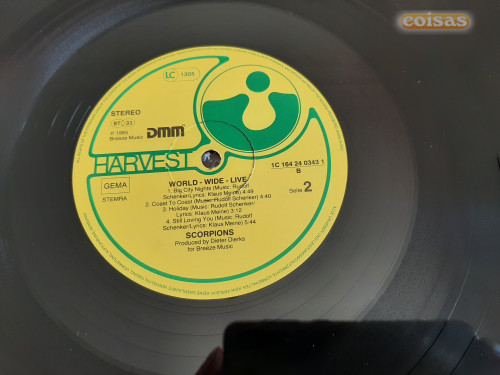 coisas
LC 1305
STEREO
ST 33
P 1985
Breeze Music
DMM
HARVEST
GEMA
STEMRA
1C 164 24 0343 1
B
Seite 2
WORLD - WIDE - LIVE
1. Big City Nights (Music: Rudolf
Schenker/Lyrics: Klaus Meine) 4:49
2. Coast To Coast (Music: Rudolf Schenker) 4:40
3. Holiday (Music: Rudolf Schenker/
Lyrics: Klaus Meine) 3:12
4. Still Loving You (Music: Rudolf
Schenker/Lyrics: Klaus Meine) 5:44
SCORPIONS
Produced by Dieter Dierks
for Breeze Music